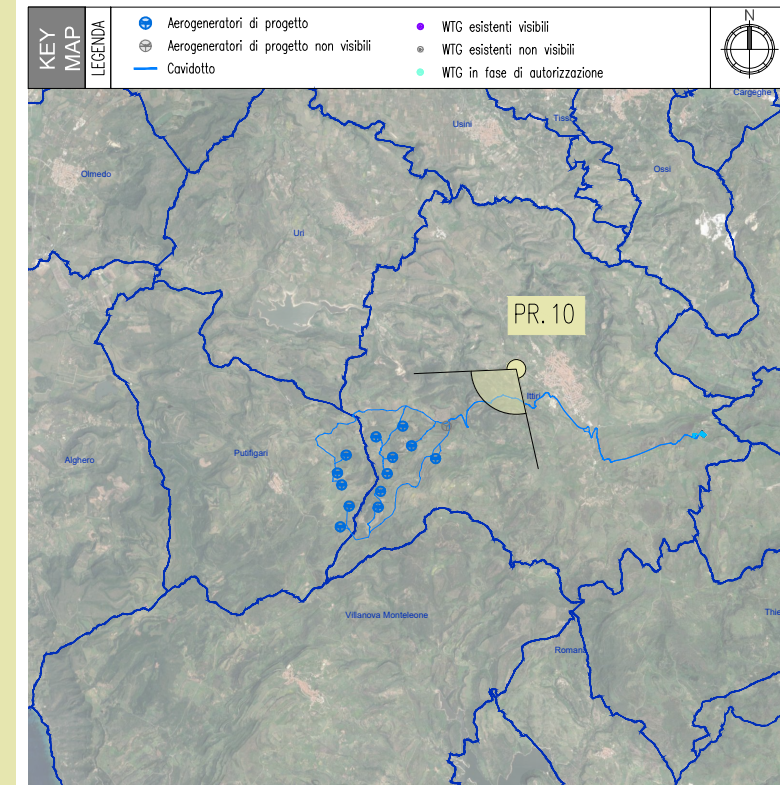 KEY MAP
LEGENDA
Aerogeneratori di progetto
Aerogeneratori di progetto non visibili
Cavidotto
WTG esistenti visibili
WTG esistenti non visibili
WTG in fase di autorizzazione
N
Cargeghe
Usini
Tissi
Ossi
Olmedo
Uri
PR.10
Ittiri
Putifigari
Alghero
Villanova Monteleone
Thie
Romana